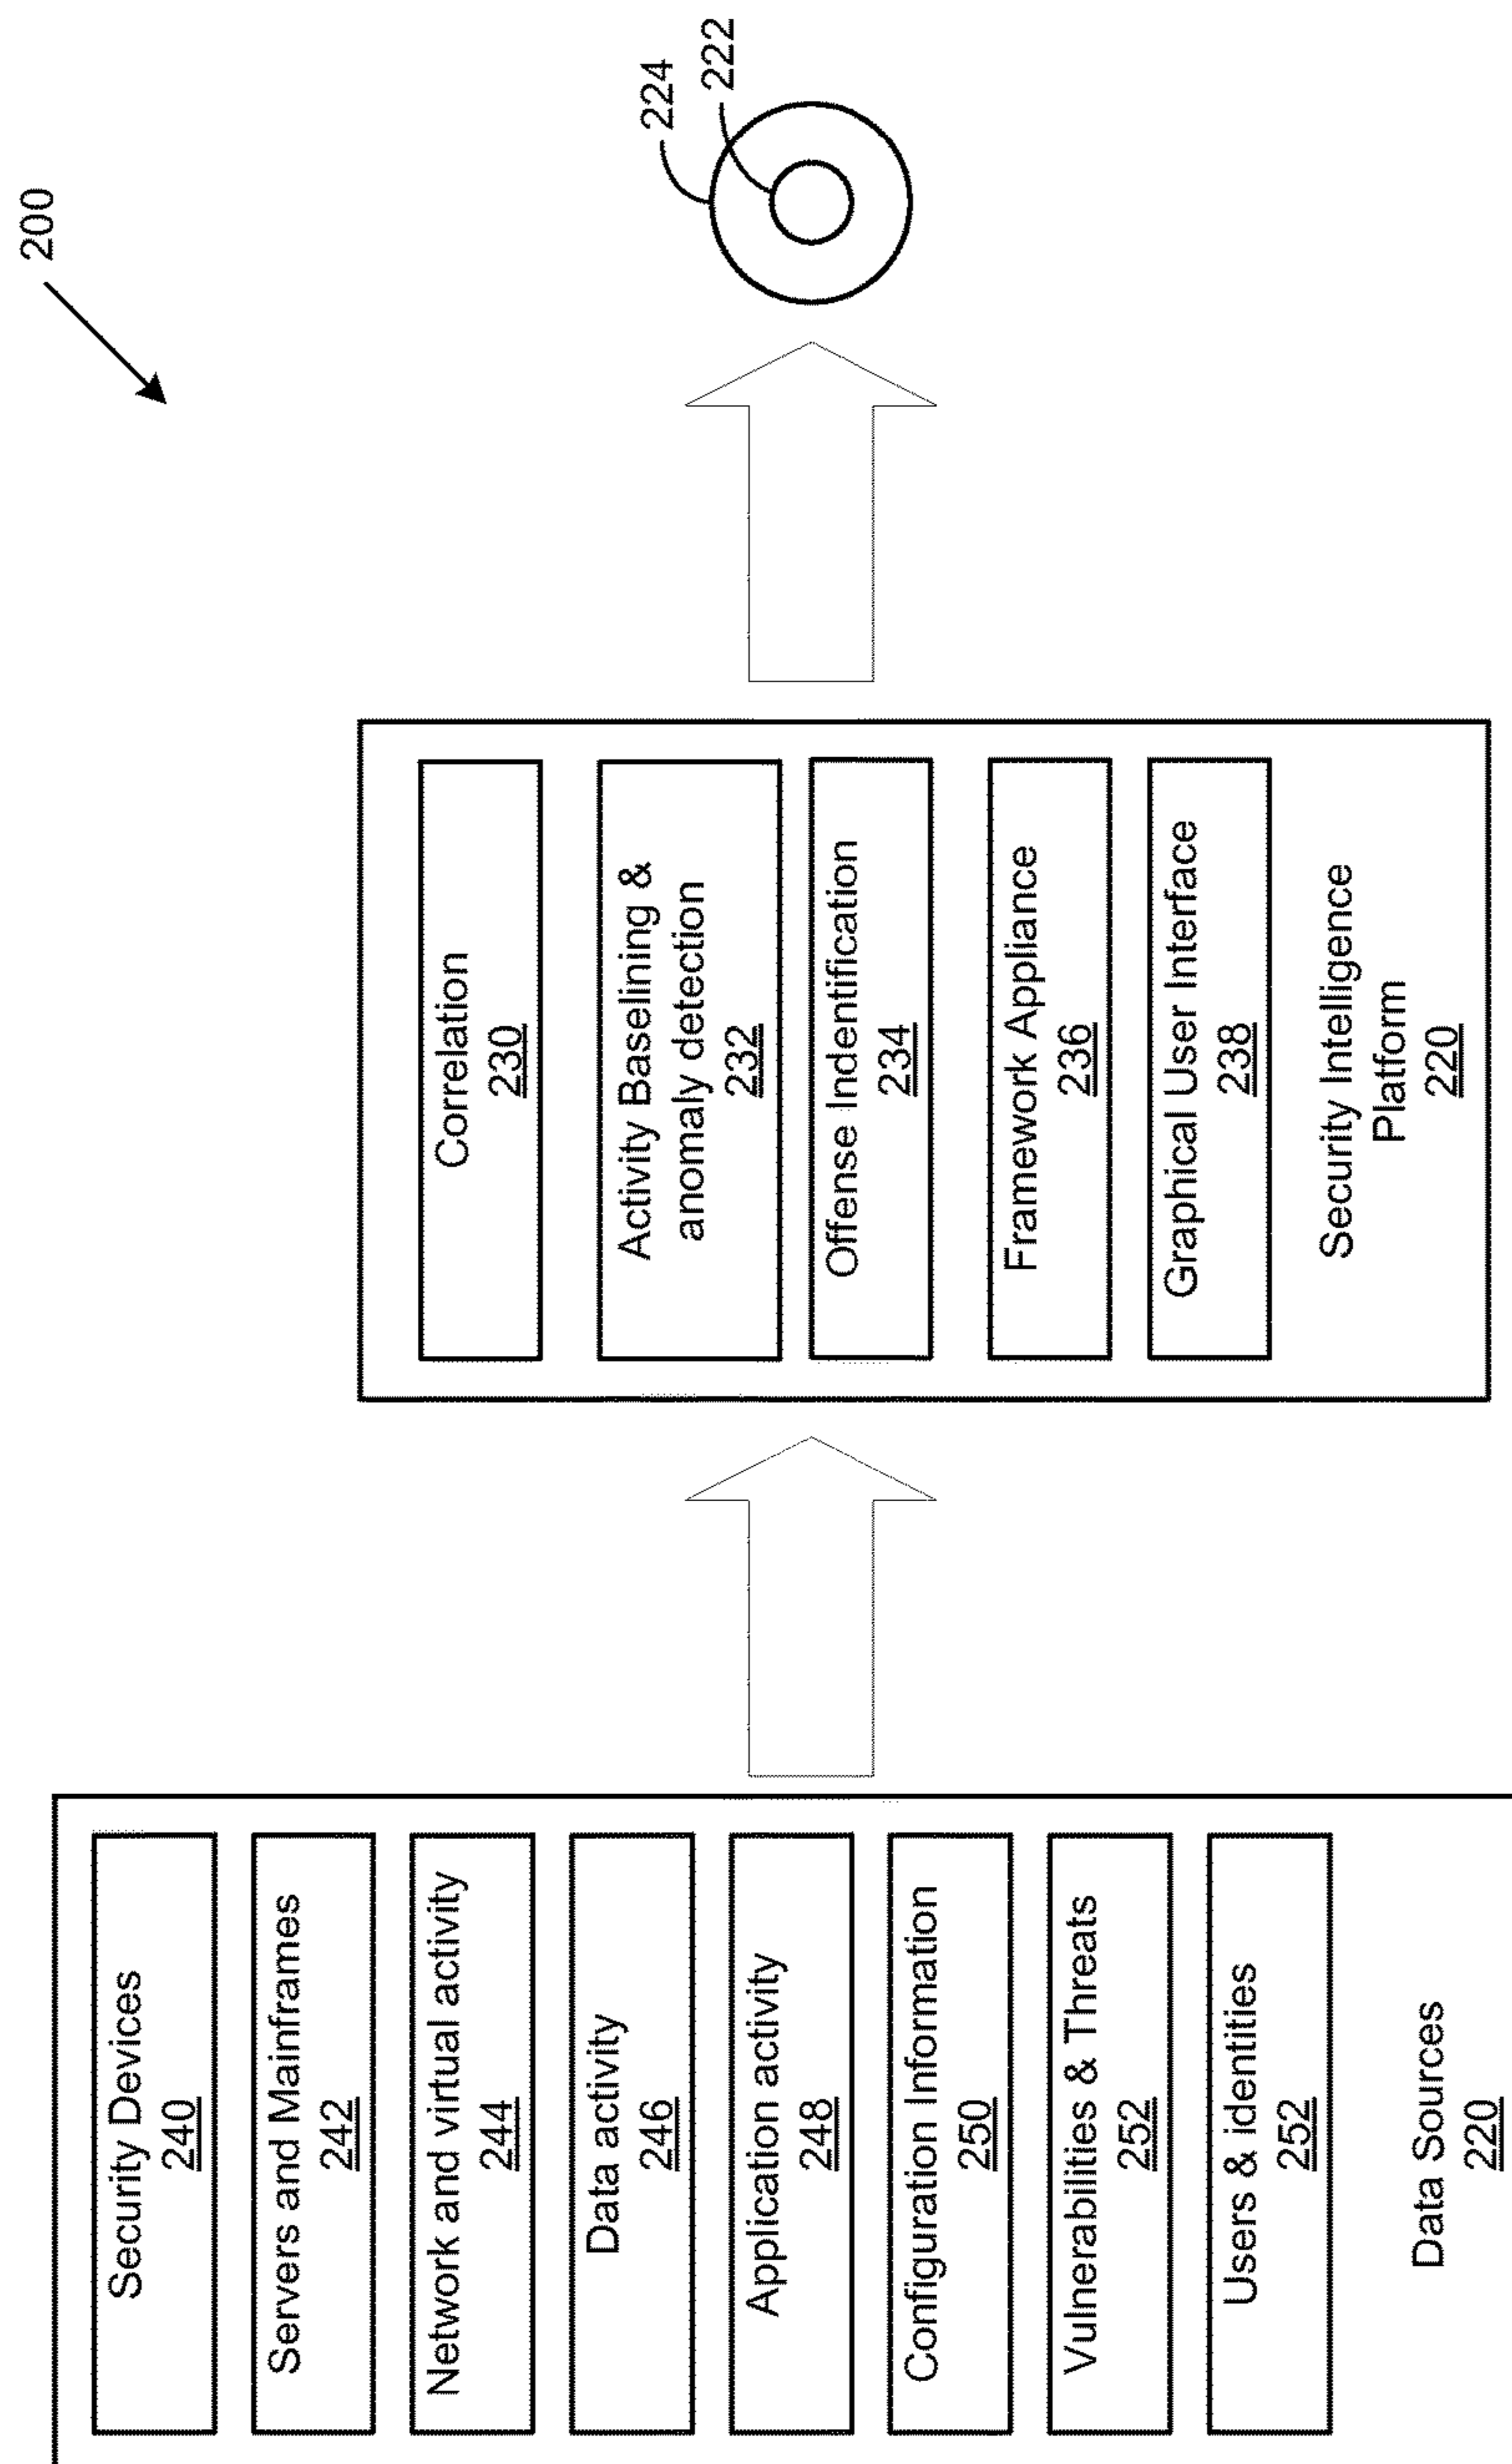 Security Devices
240
Servers and Mainframes
242
Network and virtual activity
244
Data activity
246
Application activity
248
Configuration Information
250
Vulnerabilities & Threats
252
Users & identities
252
Data Sources
220
Correlation
230
Activity Baselining &
anomaly detection
232
Offense Indentification
234
Framework Appliance
236
Graphical User Interface
238
Security Intelligence
Platform
220
200
224
222